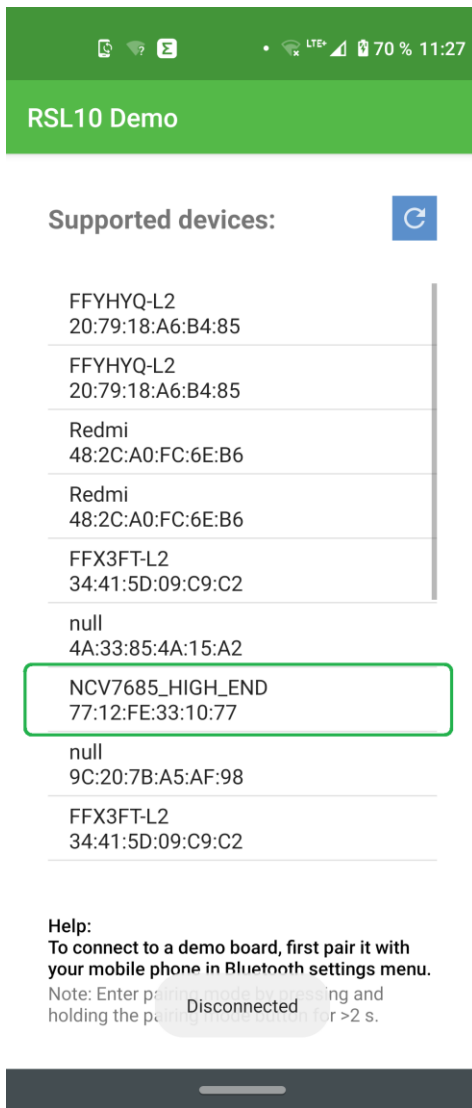 LTE+ 70 % 11:27
RSL10 Demo
Supported devices:
FFYHYQ-L2
20:79:18:A6:B4:85
FFYHYQ-L2
20:79:18:A6:B4:85
Redmi
48:2C:A0:FC:6E:B6
Redmi
48:2C:A0:FC:6E:B6
FFX3FT-L2
34:41:5D:09:C9:C2
null
4A:33:85:4A:15:A2
NCV7685_HIGH_END
77:12:FE:33:10:77
null
9C:20:7B:A5:AF:98
FFX3FT-L2
34:41:5D:09:C9:C2
Help:
To connect to a demo board, first pair it with
your mobile phone in Bluetooth settings menu.
Note: Enter pairing mode by pressing and
holding the pairing mode button for >2 s.
Disconnected